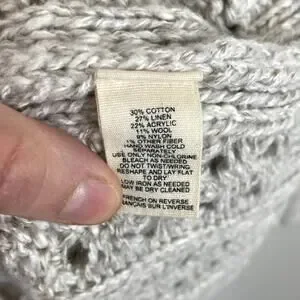 30% COTTON
27% LINEN
22% ACRYLIC
11% WOOL
9% NYLON
1% OTHER FIBER
HAND WASH COLD
SEPARATELY
USE ONLY NON-CHLORINE
BLEACH AS NEEDED
DO NOT TWIST/WRING
RESHAPE AND LAY FLAT
TO DRY
LOW IRON AS NEEDED
MAY BE DRY CLEANED
FRENCH ON REVERSE
FRANCAIS SUR L'INVERSE